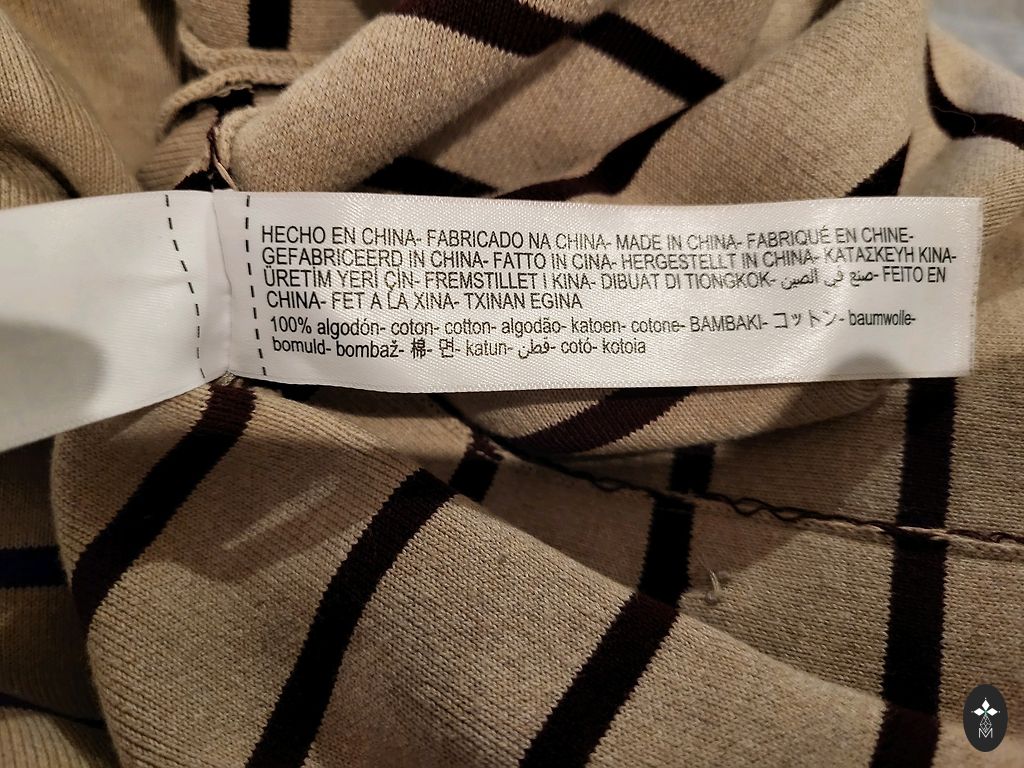 HECHO EN CHINA- FABRICADO NA CHINA- MADE IN CHINA- FABRIQUÉ EN CHINE-
GEFABRICEERD IN CHINA- FATTO IN CINA- HERGESTELLT IN CHINA- ΚΑΤΑΣΚΕΥΗ ΚΙΝΑ-
ÜRETİM YERİ ÇİN- FREMSTILLET I KINA- DIBUAT DI TIONGKOK- صنع في الصين- FEITO EN
CHINA- FET A LA XINA- TXINAN EGINA
100% algodón- coton- cotton- algodão- katoen- cotone- BAMBAKI- コットン- baumwolle-
bomuld- bombaž- 棉- 면- katun- قطن- cotó- kotoia
M